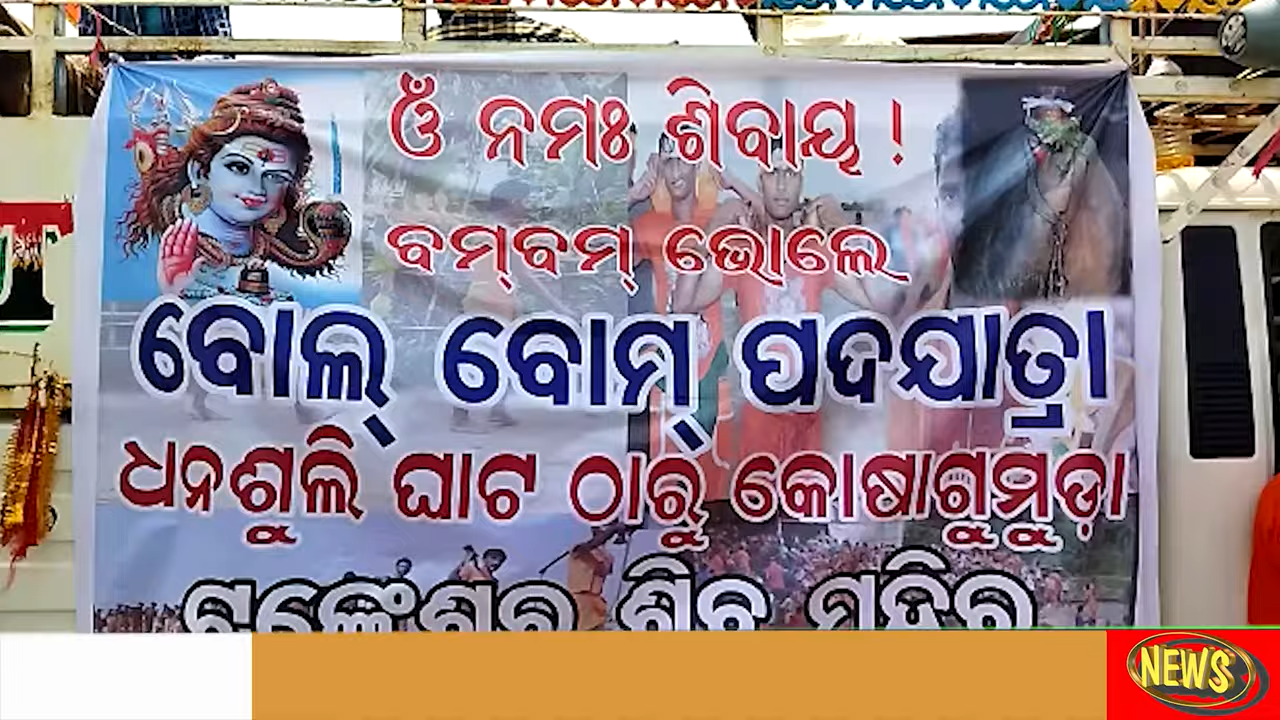 ଓଁ ନମଃ ଶିବାୟ !
ବମ୍‌ବମ୍ ଭୋଲେ
ବୋଲ୍ ବୋମ୍ ପଦଯାତ୍ରା
ଧନଶୁଲି ଘାଟ ଠାରୁ କୋଷାଗୁମୁଡ଼ା
ଶିବ ମନ୍ଦିର
NEWS